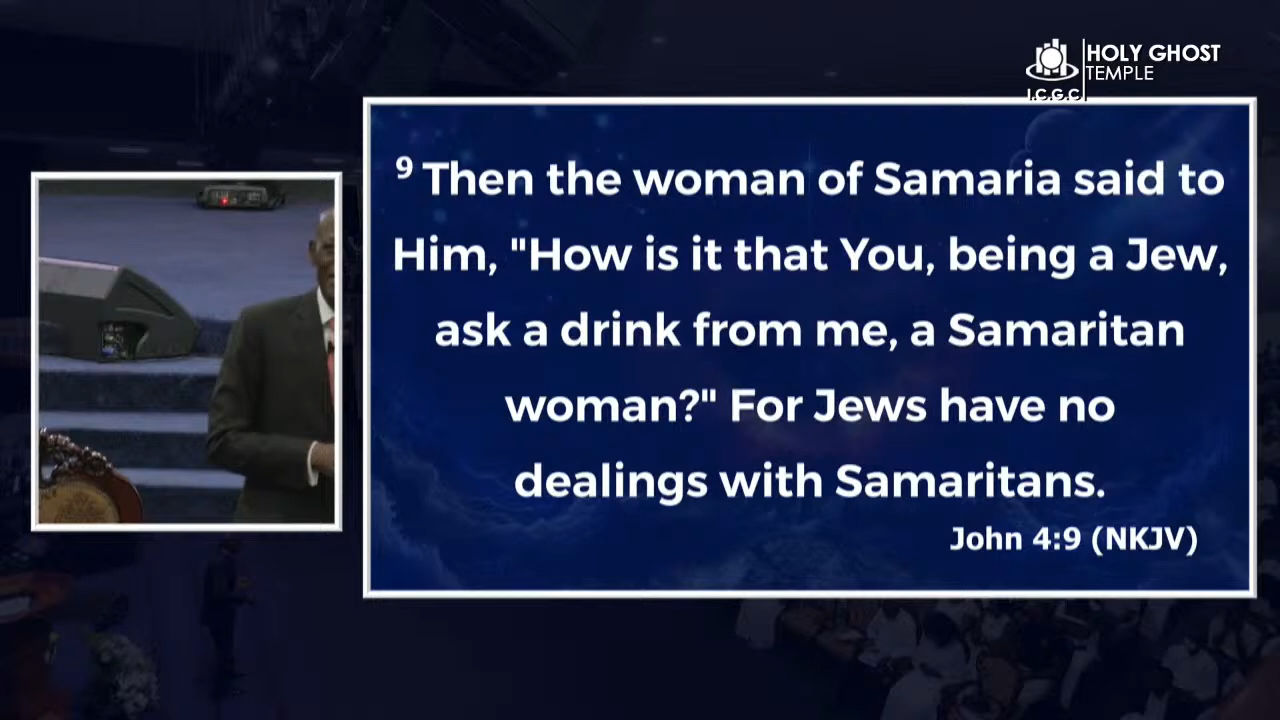 HOLY GHOST
TEMPLE
I.C.G.C
9 Then the woman of Samaria said to
Him, "How is it that You, being a Jew,
ask a drink from me, a Samaritan
woman?" For Jews have no
dealings with Samaritans.
John 4:9 (NKJV)